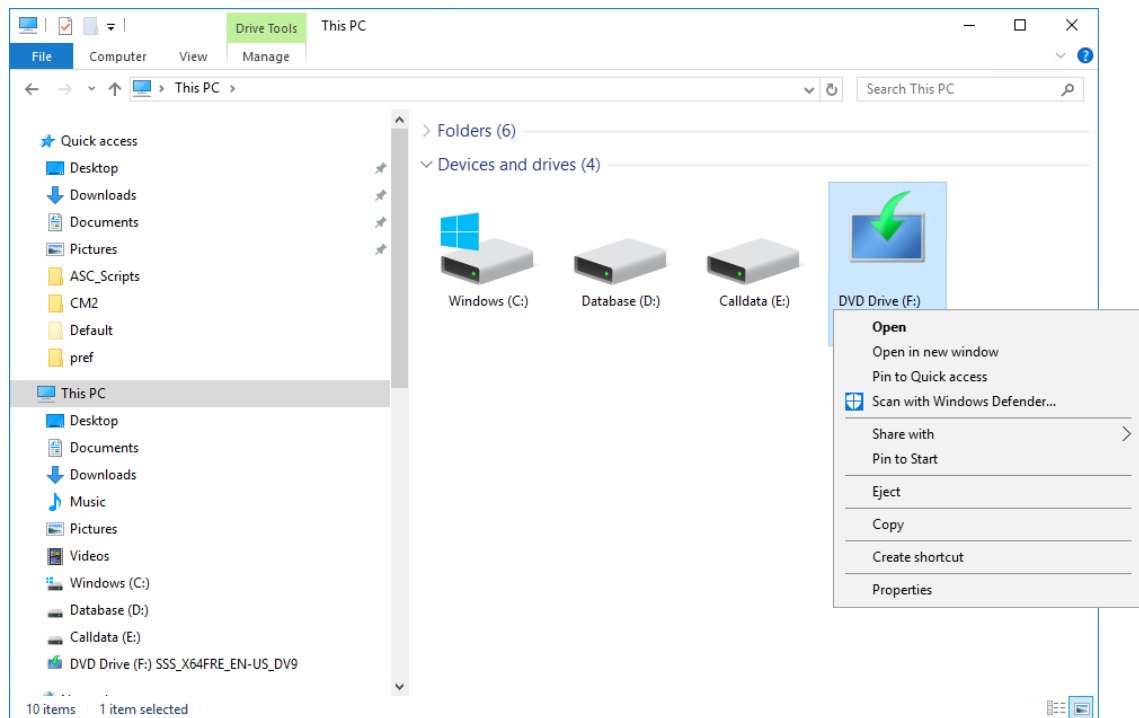 Drive Tools This PC
File Computer View Manage
This PC
Search This PC
Quick access
Desktop
Downloads
Documents
Pictures
ASC_Scripts
CM2
Default
pref
This PC
Desktop
Documents
Downloads
Music
Pictures
Videos
Windows (C:)
Database (D:)
Calldata (E:)
DVD Drive (F:) SSS_X64FRE_EN-US_DV9
Folders (6)
Devices and drives (4)
Windows (C:)
Database (D:)
Calldata (E:)
DVD Drive (F:)
Open
Open in new window
Pin to Quick access
Scan with Windows Defender...
Share with
Pin to Start
Eject
Copy
Create shortcut
Properties
10 items 1 item selected